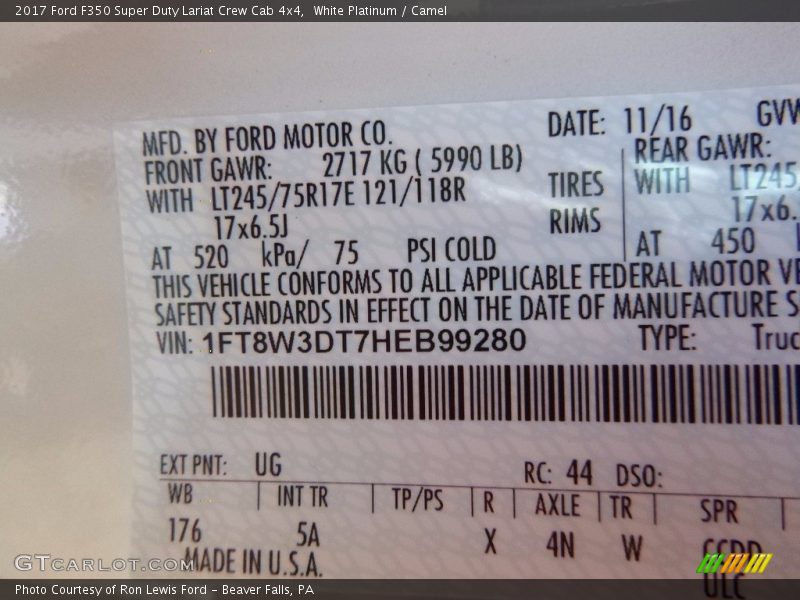 2017 Ford F350 Super Duty Lariat Crew Cab 4x4,  White Platinum / Camel
MFD. BY FORD MOTOR CO. DATE: 11/16 GVW
FRONT GAWR: 2717 KG ( 5990 LB) REAR GAWR:
WITH LT245/75R17E 121/118R TIRES WITH LT245/
17x6.5J RIMS 17x6.
AT 520 kPa/ 75 PSI COLD AT 450
THIS VEHICLE CONFORMS TO ALL APPLICABLE FEDERAL MOTOR VE
SAFETY STANDARDS IN EFFECT ON THE DATE OF MANUFACTURE S
VIN: 1FT8W3DT7HEB99280 TYPE: Truc
EXT PNT: UG RC: 44 DSO:
WB INT TR TP/PS R AXLE TR SPR
176 5A X 4N W
MADE IN U.S.A.
GTcarlot.com
Photo Courtesy of Ron Lewis Ford - Beaver Falls, PA